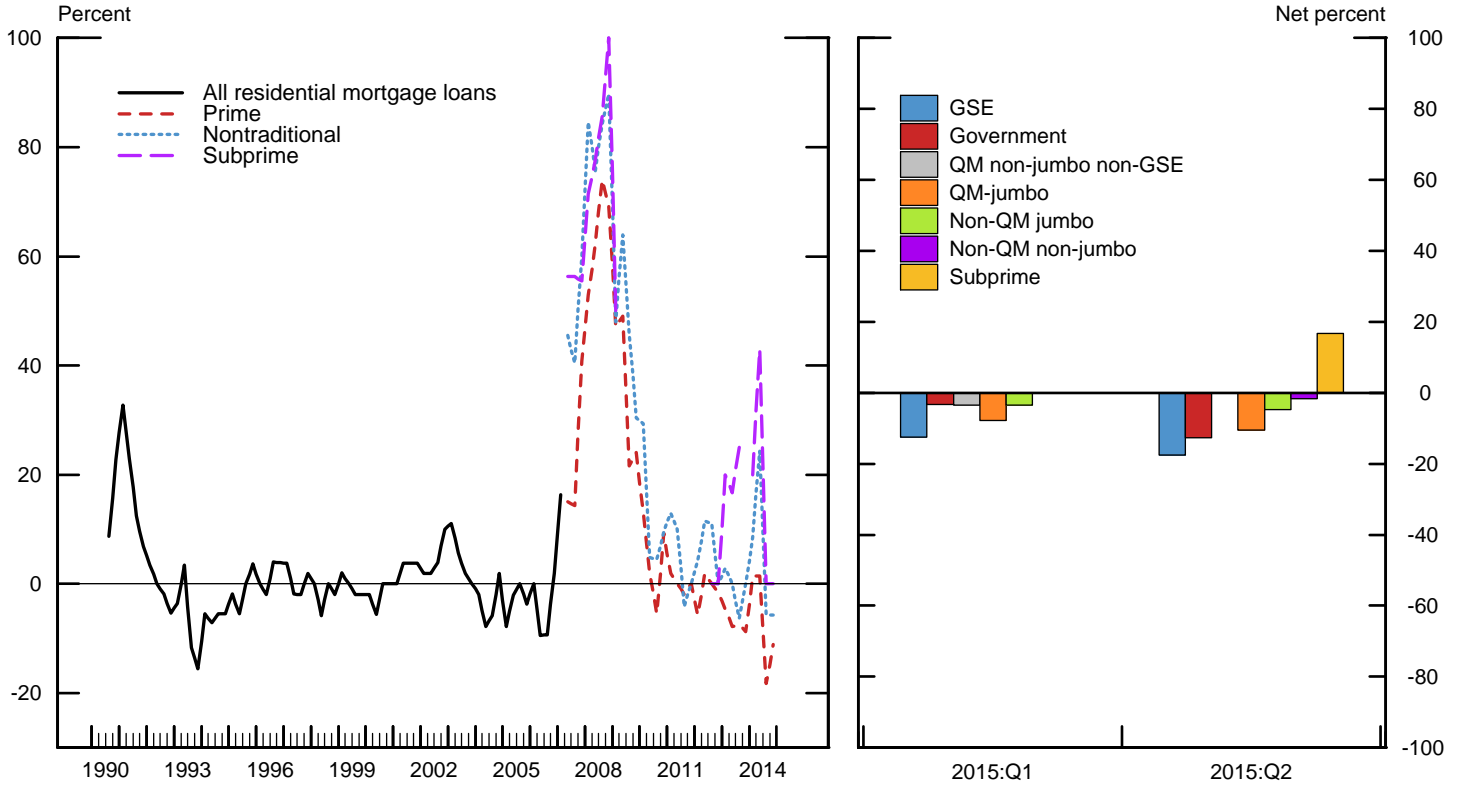 Percent
100
80
60
40
20
0
-20
All residential mortgage loans
Prime
Nontraditional
Subprime
1990 1993 1996 1999 2002 2005 2008 2011 2014
Net percent
GSE
Government
QM non-jumbo non-GSE
QM-jumbo
Non-QM jumbo
Non-QM non-jumbo
Subprime
100
80
60
40
20
0
-20
-40
-60
-80
-100
2015:Q1 2015:Q2